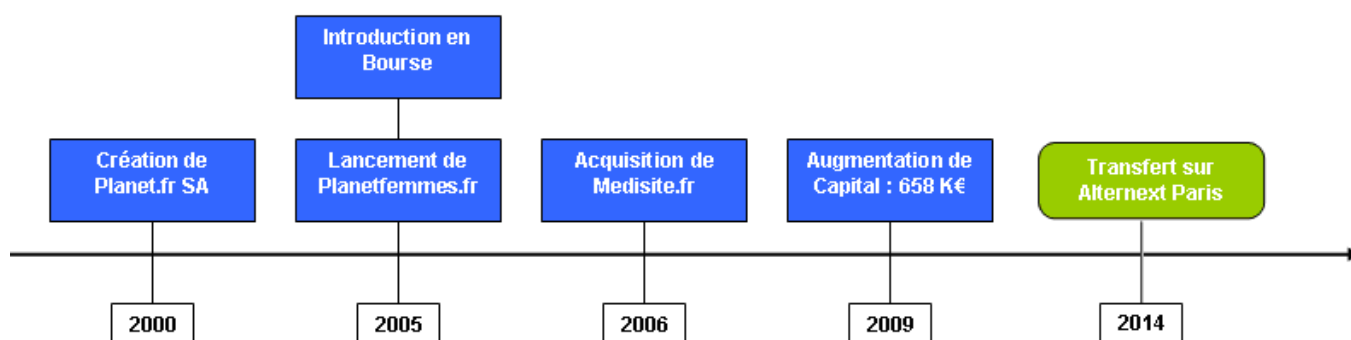 Introduction en
Bourse
Création de
Planet.fr SA
Lancement de
Planetfemmes.fr
Acquisition de
Medisite.fr
Augmentation de
Capital : 658 K€
Transfert sur
Alternext Paris
2000
2005
2006
2009
2014